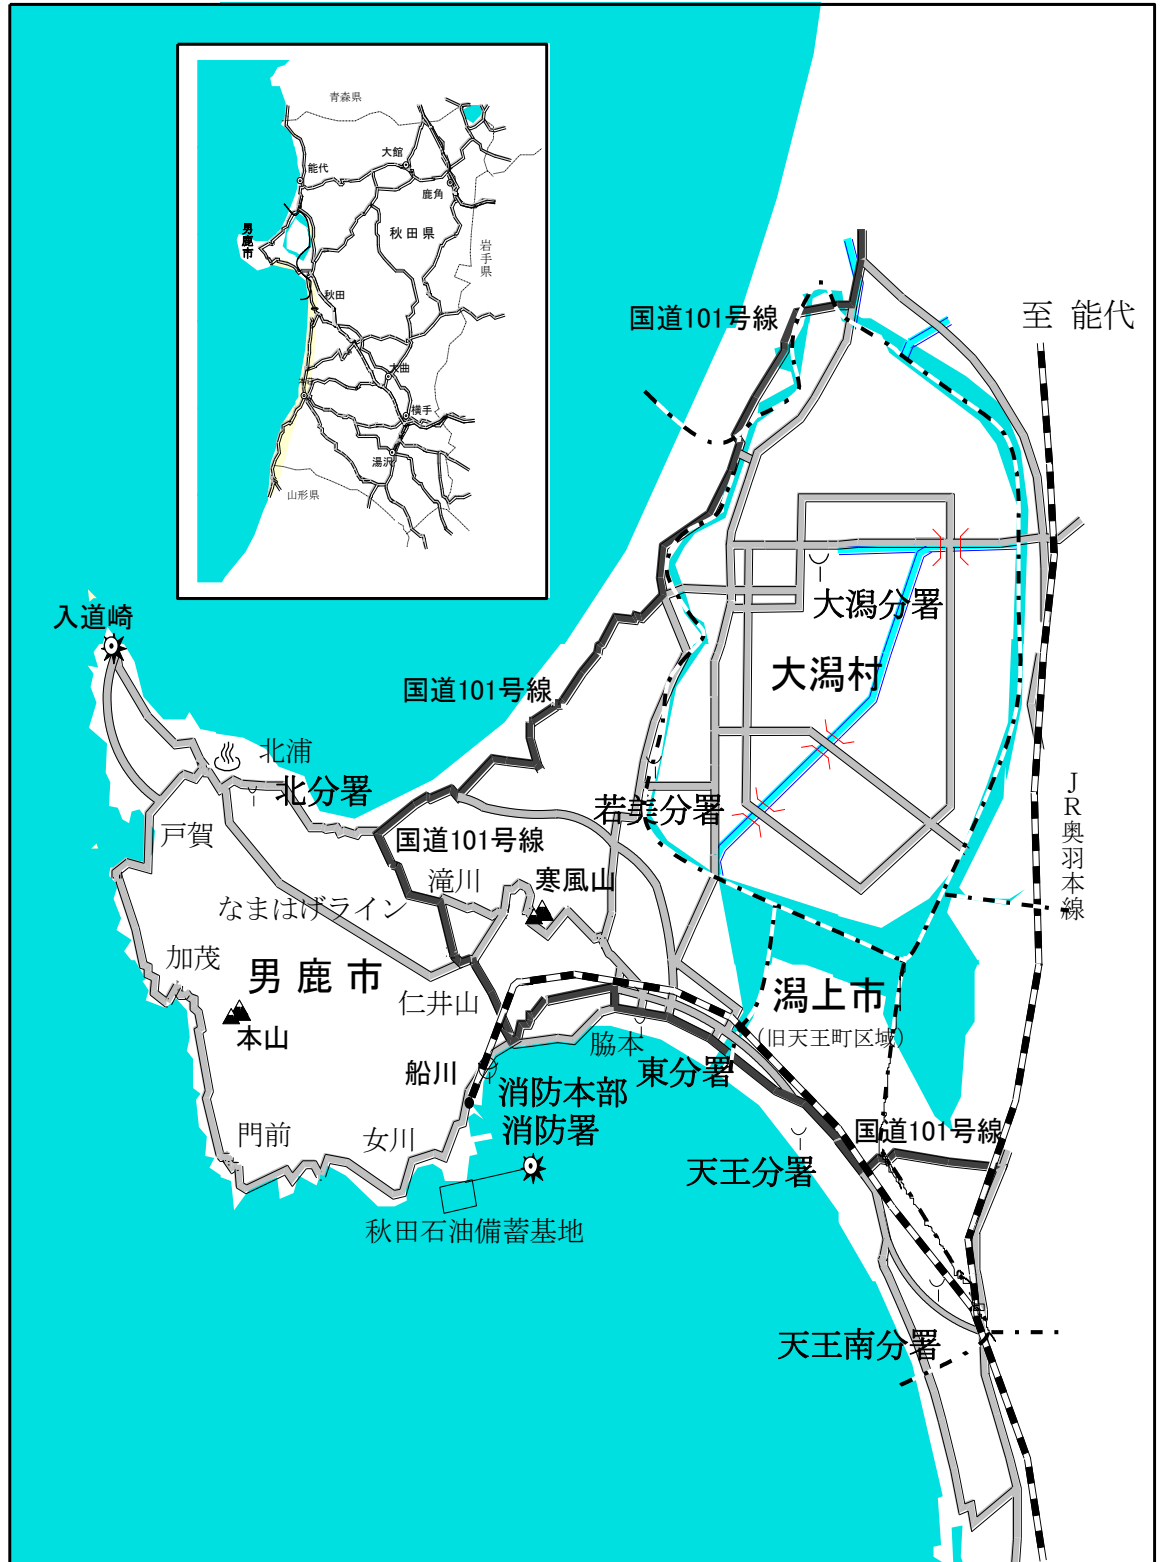 青森県
大館
能代
鹿角
男鹿市
秋田県
岩手県
秋田
大曲
横手
湯沢
山形県
国道101号線
至 能代
入道崎
大潟分署
大潟村
国道101号線
北浦
北分署
若美分署
JR奥羽本線
戸賀
国道101号線
滝川
寒風山
なまはげライン
加茂
男鹿市
仁井山
潟上市
(旧天王町区域)
本山
脇本
船川
東分署
消防本部
消防署
門前
女川
国道101号線
天王分署
秋田石油備蓄基地
天王南分署